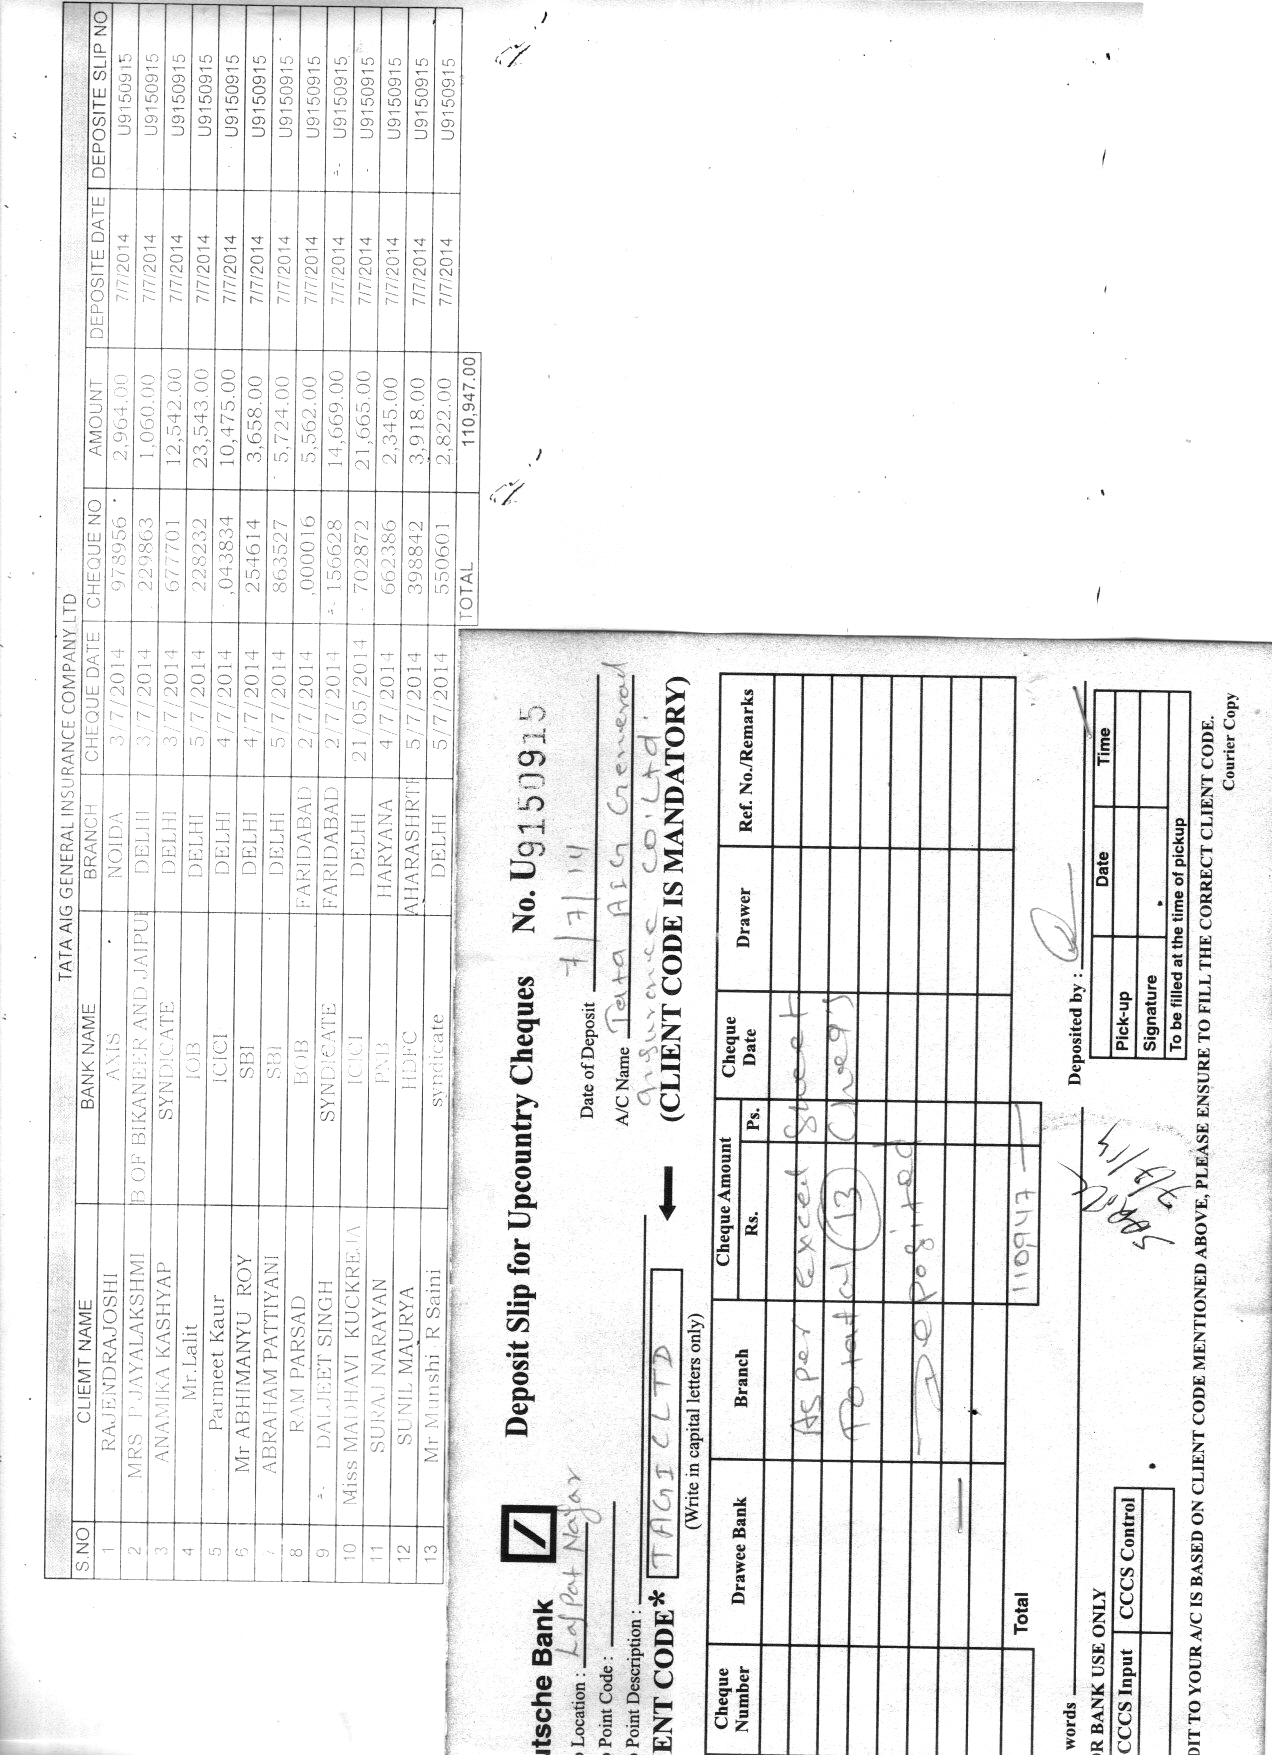 TATA AIG GENERAL INSURANCE COMPANY LTD
S.NO CLIEMT NAME BANK NAME BRANCH CHEQUE DATE CHEQUE NO AMOUNT DEPOSITE DATE DEPOSITE SLIP NO
1 RAJENDRAJOSHI AXIS NOIDA 3/7/2014 978956 2,964.00 7/7/2014 U9150915
2 MRS P JAYALAKSHMI B OF BIKANEER AND JAIPUR DELHI 3/7/2014 229863 1,060.00 7/7/2014 U9150915
3 ANAMIKA KASHYAP SYNDICATE DELHI 3/7/2014 677701 12,542.00 7/7/2014 U9150915
4 Mr.Lalit IOB DELHI 5/7/2014 228232 23,543.00 7/7/2014 U9150915
5 Parmeet Kaur ICICI DELHI 4/7/2014 ,043834 10,475.00 7/7/2014 U9150915
6 Mr ABHIMANYU ROY SBI DELHI 4/7/2014 254614 3,658.00 7/7/2014 U9150915
7 ABRAHAM PATTIYANI SBI DELHI 5/7/2014 863527 5,724.00 7/7/2014 U9150915
8 RAM PARSAD BOB FARIDABAD 2/7/2014 ,000016 5,562.00 7/7/2014 U9150915
9 DALJEET SINGH SYNDICATE FARIDABAD 2/7/2014 156628 14,669.00 7/7/2014 U9150915
10 Miss MADHAVI KUCKREJA ICICI DELHI 21/05/2014 702872 21,665.00 7/7/2014 U9150915
11 SURAJ NARAYAN PNB HARYANA 4/7/2014 662386 2,345.00 7/7/2014 U9150915
12 SUNIL MAURYA HDFC AHARASHRTR 5/7/2014 398842 3,918.00 7/7/2014 U9150915
13 Mr Munshi R Saini syndicate DELHI 5/7/2014 550601 2,822.00 7/7/2014 U9150915
TOTAL 110,947.00
utsche Bank Deposit Slip for Upcountry Cheques No. U9150915
Location : Lajpat Nagar Date of Deposit 7/7/14
Point Code : A/C Name Tata AIG General
Point Description : Insurance Co. Ltd.
ENT CODE* TAGICLTD (CLIENT CODE IS MANDATORY)
(Write in capital letters only)
Cheque Number Drawee Bank Branch Cheque Amount Cheque Date Drawer Ref. No./Remarks
Rs. Ps.
As per excel sheet
Total 13 Cheqs
Deposited
Total 110947
words Deposited by :
7/7/14
R BANK USE ONLY
CCCS Input CCCS Control
Date Time
Pick-up
Signature
To be filled at the time of pickup
DIT TO YOUR A/C IS BASED ON CLIENT CODE MENTIONED ABOVE, PLEASE ENSURE TO FILL THE CORRECT CLIENT CODE.
Courier Copy